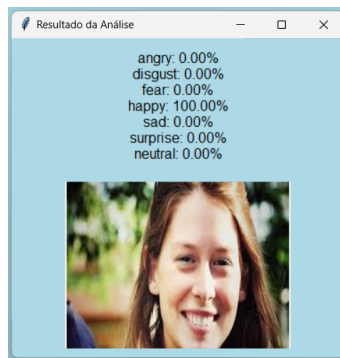 Resultado da Análise
angry: 0.00%
disgust: 0.00%
fear: 0.00%
happy: 100.00%
sad: 0.00%
surprise: 0.00%
neutral: 0.00%